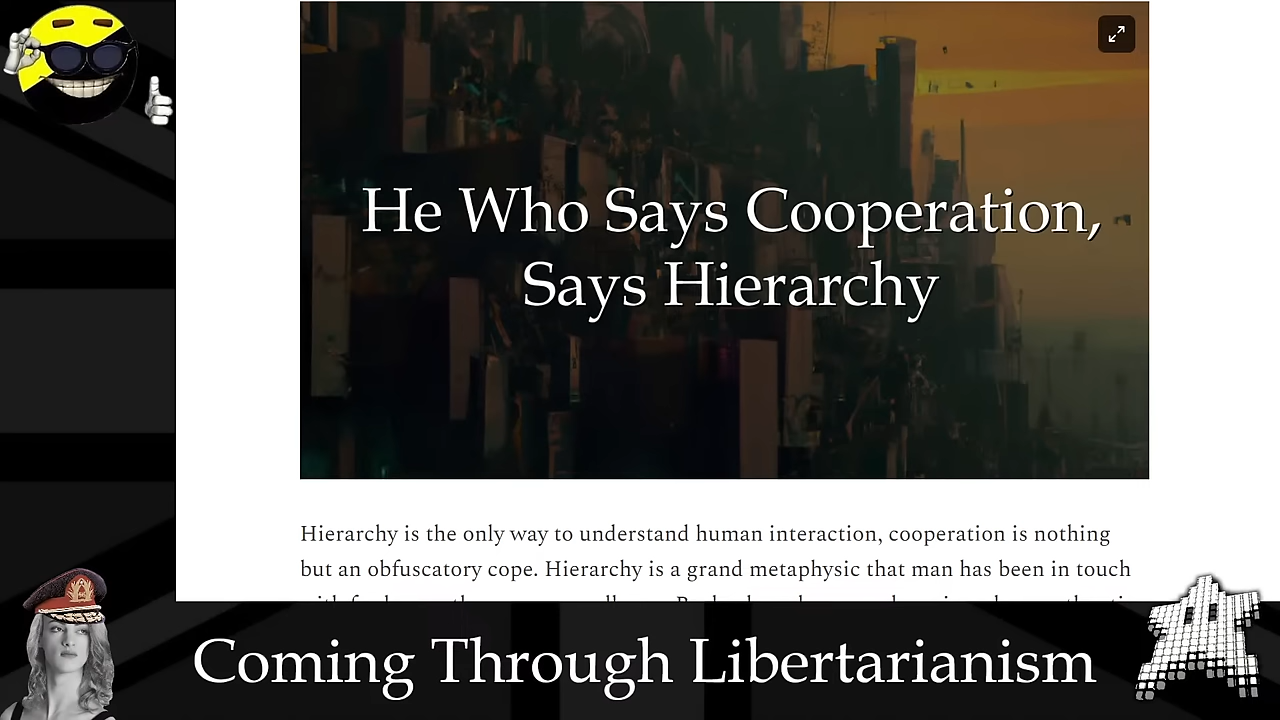 He Who Says Cooperation,
Says Hierarchy
Hierarchy is the only way to understand human interaction, cooperation is nothing
but an obfuscatory cope. Hierarchy is a grand metaphysic that man has been in touch
Coming Through Libertarianism